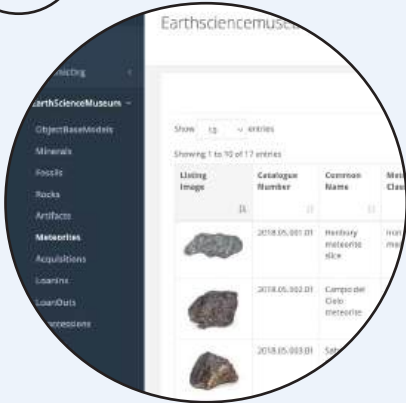 Earthsciencemuse
EarthScienceMuseum
ObjectBaseModels
Minerals
Fossils
Rocks
Artifacts
Meteorites
Acquisitions
LoanIns
LoanOuts
Show 10 entries
Showing 1 to 10 of 17 entries
Listing Image
Catalogue Number
Common Name
2018.05.001.01
Henbury meteorite slice
2018.05.002.01
Campo del Cielo meteorite
2018.05.003.01